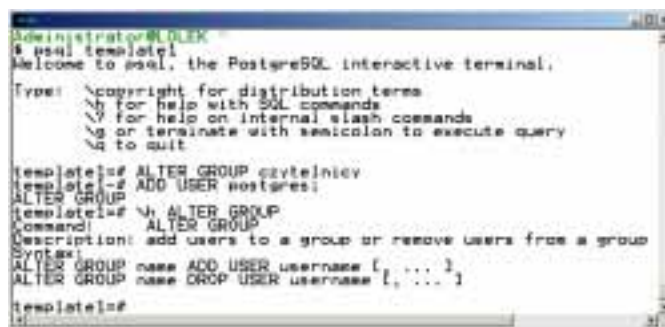 Administrator@LOLEK ~
$ psql template1
Welcome to psql, the PostgreSQL interactive terminal.
Type: \copyright for distribution terms
\h for help with SQL commands
\? for help on internal slash commands
\g or terminate with semicolon to execute query
\q to quit
template1=# ALTER GROUP czytelnicy
template1-# ADD USER postgres;
ALTER GROUP
template1=# \h ALTER GROUP
Command: ALTER GROUP
Description: add users to a group or remove users from a group
Syntax:
ALTER GROUP name ADD USER username [, ... ]
ALTER GROUP name DROP USER username [, ... ]
template1=#